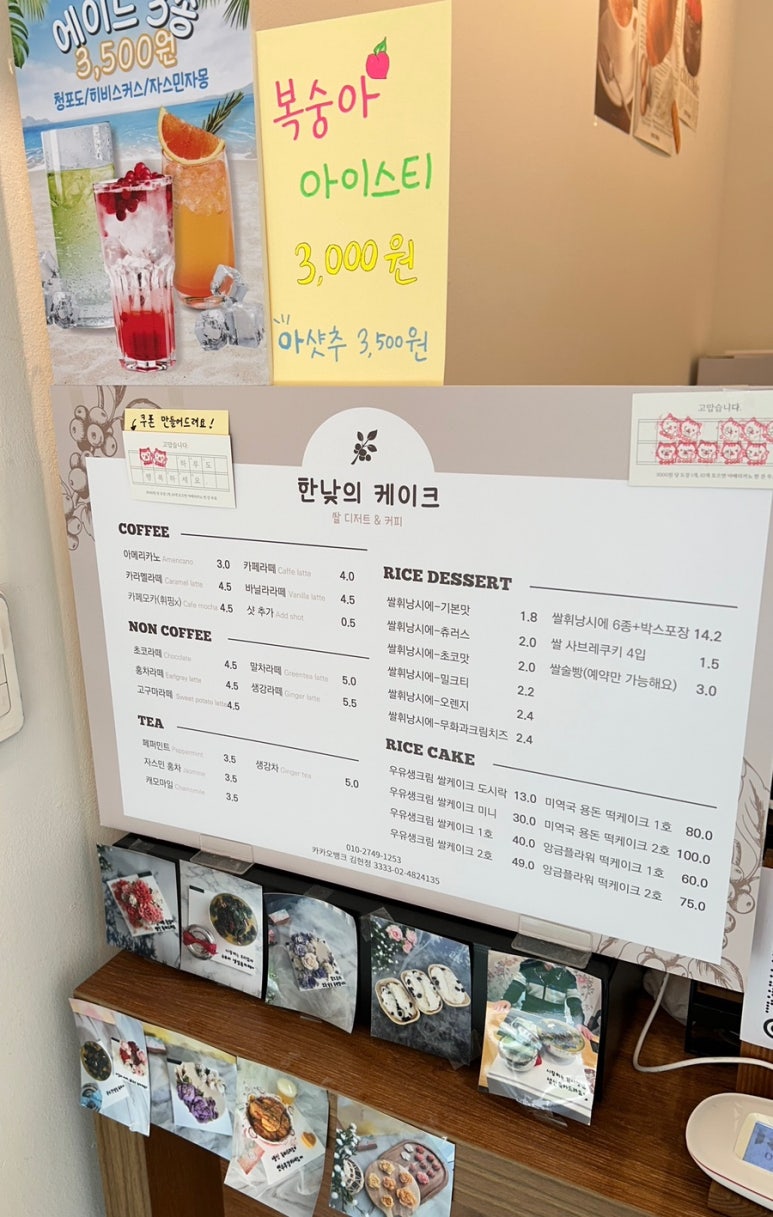 에이드 3종
3,500원
청포도/히비스커스/자스민자몽
복숭아
아이스티
3,000원
아샷추 3,500원
쿠폰 만들어드려요!
고맙습니다.
하루도
행복하세요
고맙습니다.
한낮의 케이크
쌀 디저트 & 커피
COFFEE
아메리카노 Americano 3.0 카페라떼 Caffe latte 4.0
카라멜라떼 Caramel latte 4.5 바닐라라떼 Vanilla latte 4.5
카페모카(휘핑x) Cafe mocha 4.5 샷 추가 Add shot 0.5
NON COFFEE
초코라떼 Chocolate 4.5 말차라떼 Greentea latte 5.0
홍차라떼 Earlgray latte 4.5 생강라떼 Ginger latte 5.5
고구마라떼 Sweet potato latte 4.5
TEA
페퍼민트 Peppermint 3.5 생강차 Ginger tea 5.0
자스민 홍차 Jasmine 3.5
캐모마일 Chamomile 3.5
RICE DESSERT
쌀휘낭시에-기본맛 1.8 쌀휘낭시에 6종+박스포장 14.2
쌀휘낭시에-츄러스 2.0 쌀 사브레쿠키 4입 1.5
쌀휘낭시에-초코맛 2.0 쌀술빵(예약만 가능해요) 3.0
쌀휘낭시에-밀크티 2.2
쌀휘낭시에-오렌지 2.4
쌀휘낭시에-무화과크림치즈 2.4
RICE CAKE
우유생크림 쌀케이크 도시락 13.0 미역국 용돈 떡케이크 1호 80.0
우유생크림 쌀케이크 미니 30.0 미역국 용돈 떡케이크 2호 100.0
우유생크림 쌀케이크 1호 40.0 앙금플라워 떡케이크 1호 60.0
우유생크림 쌀케이크 2호 49.0 앙금플라워 떡케이크 2호 75.0
010-2749-1253
카카오뱅크 김현정 3333-02-4824135